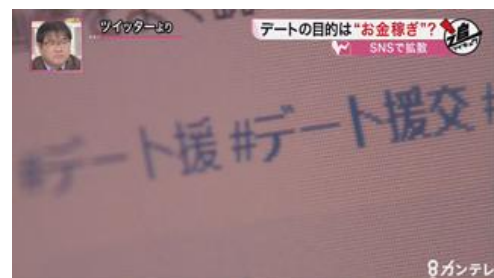 ツイッターより
デートの目的は“お金稼ぎ”？
追
SNSで拡散
#デート援 #デート援交 #
8カンテレ